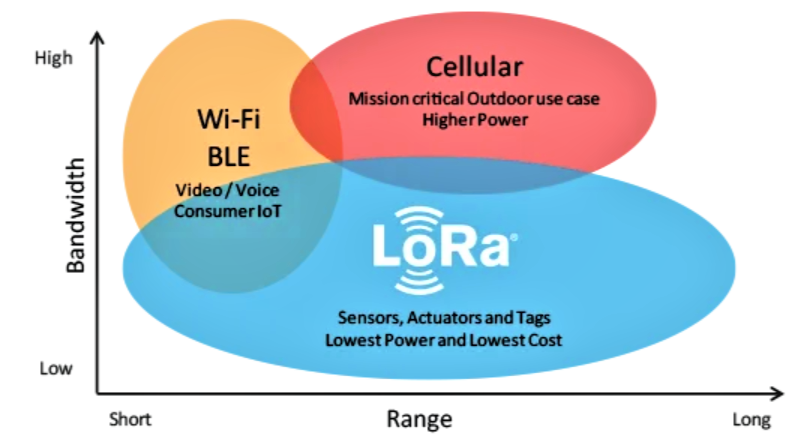 High
Cellular
Mission critical Outdoor use case
Higher Power
Wi-Fi
BLE
Video / Voice
Consumer IoT
Bandwidth
LoRa®
Sensors, Actuators and Tags
Lowest Power and Lowest Cost
Low
Short
Range
Long